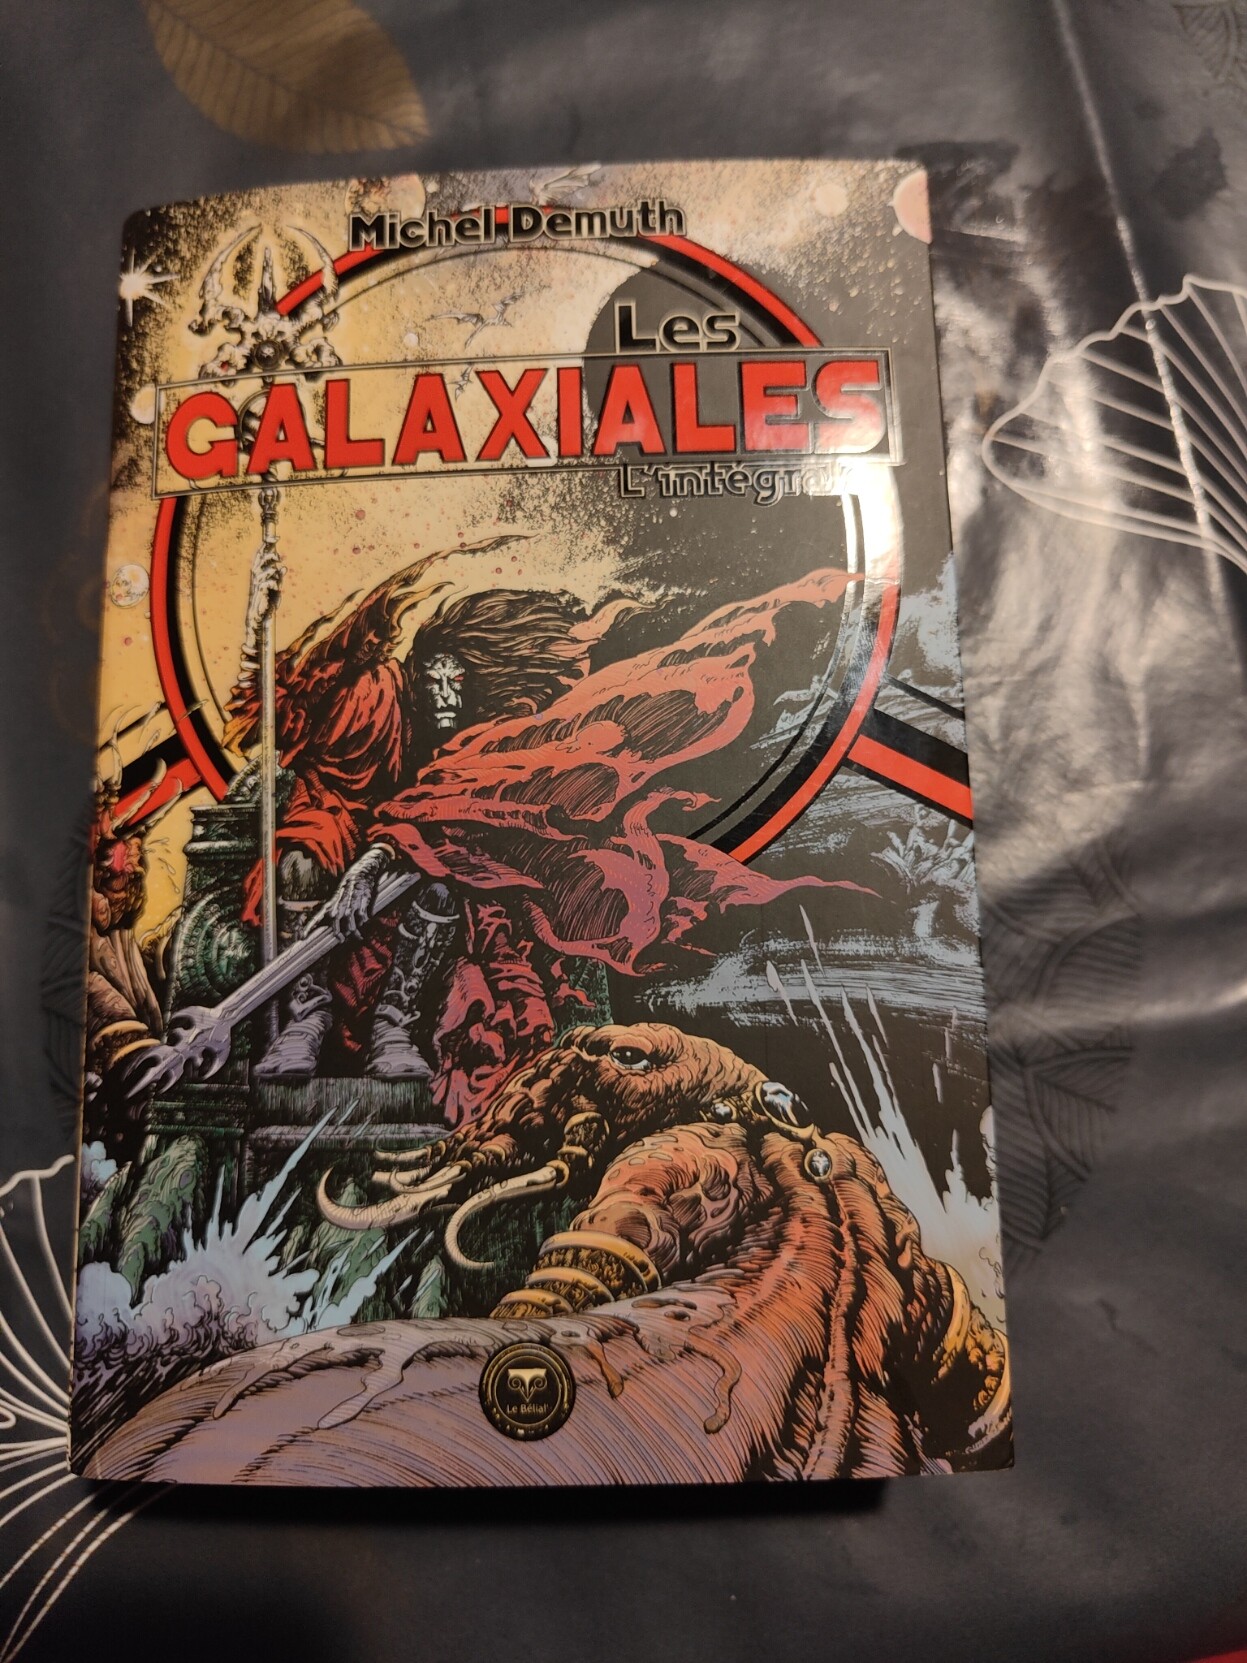 Michel Demuth
Les
GALAXIALES
L'intégrale
Le Bélial'